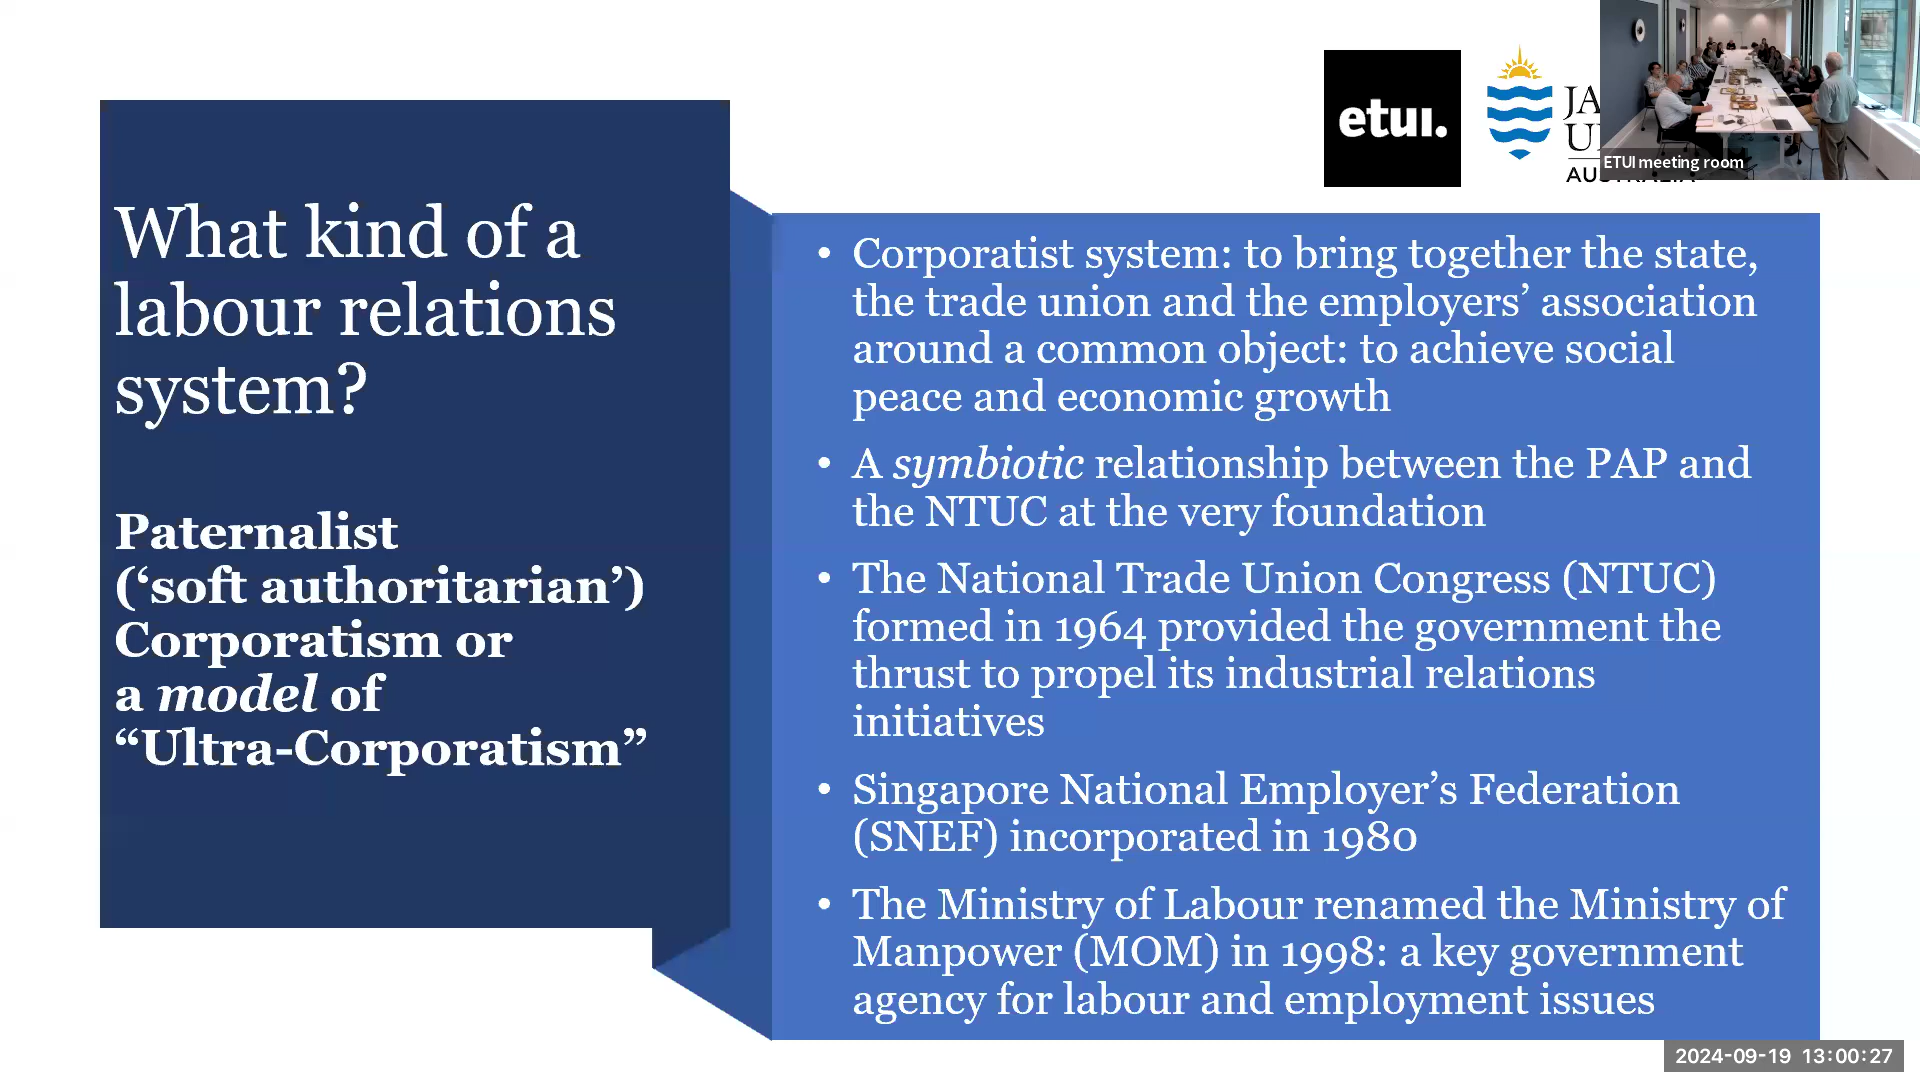 etui.
JA
U
AUSTRALIA
ETUI meeting room
What kind of a
labour relations
system?
Paternalist
(‘soft authoritarian’)
Corporatism or
a model of
“Ultra-Corporatism”
• Corporatist system: to bring together the state,
the trade union and the employers’ association
around a common object: to achieve social
peace and economic growth
• A symbiotic relationship between the PAP and
the NTUC at the very foundation
• The National Trade Union Congress (NTUC)
formed in 1964 provided the government the
thrust to propel its industrial relations
initiatives
• Singapore National Employer’s Federation
(SNEF) incorporated in 1980
• The Ministry of Labour renamed the Ministry of
Manpower (MOM) in 1998: a key government
agency for labour and employment issues
2024-09-19 13:00:27